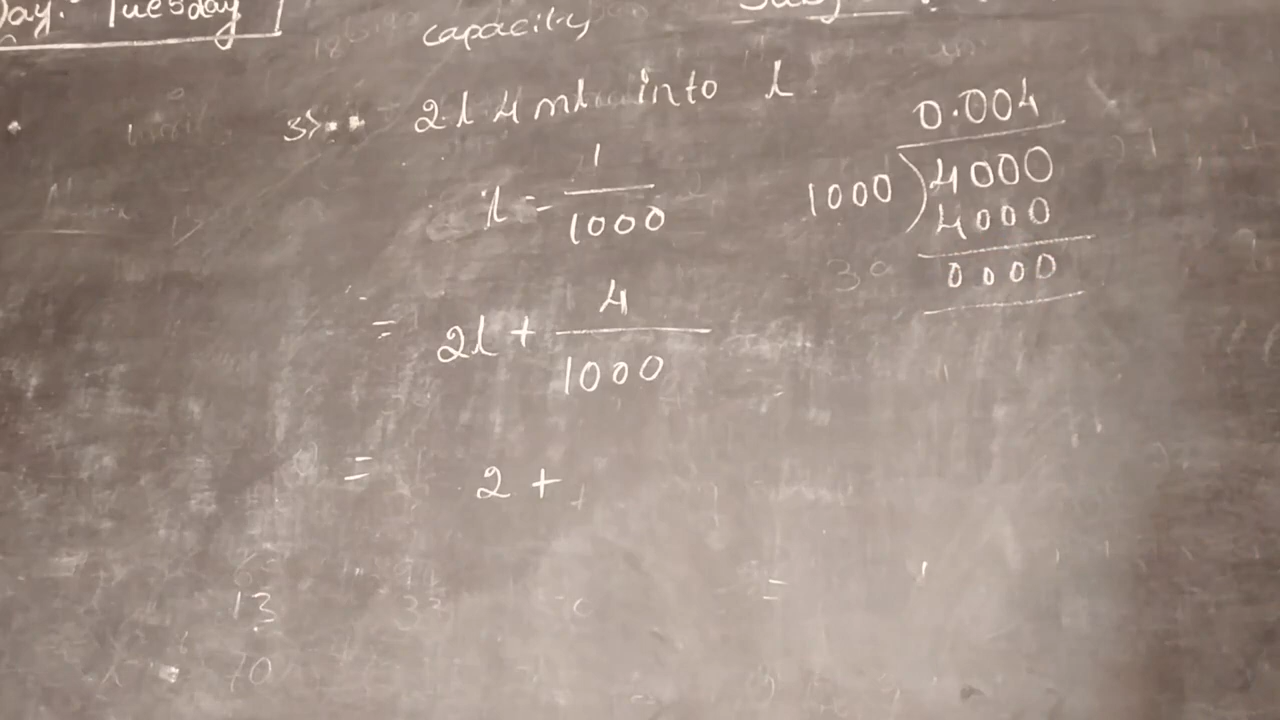 Day: Tuesday
capacity
3) 2 l 4 ml into l
l = 1/1000
= 2l + 4/1000
= 2 +
0.004
1000 ) 4000
4000
0000
13
70
=